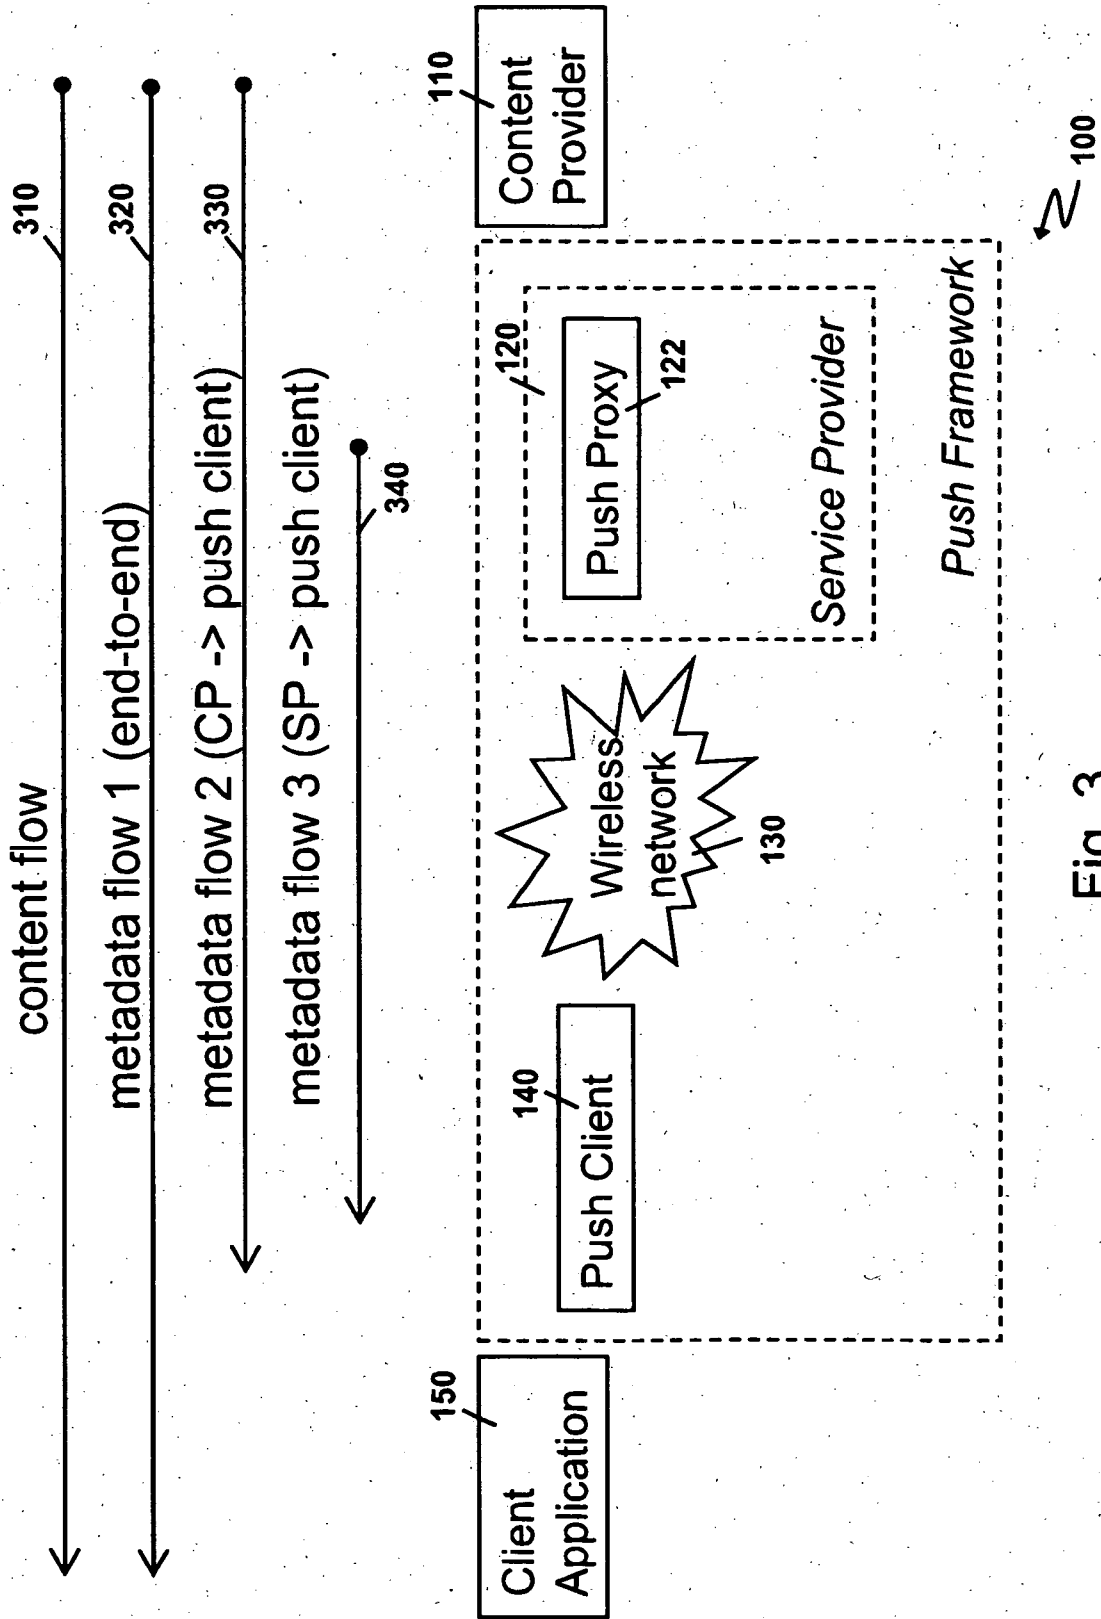 content flow
310
metadata flow 1 (end-to-end)
320
metadata flow 2 (CP -> push client)
330
metadata flow 3 (SP -> push client)
340
150
Client
Application
140
Push Client
Wireless
network
130
120
Push Proxy
122
Service Provider
Push Framework
110
Content
Provider
100
Fig. 3